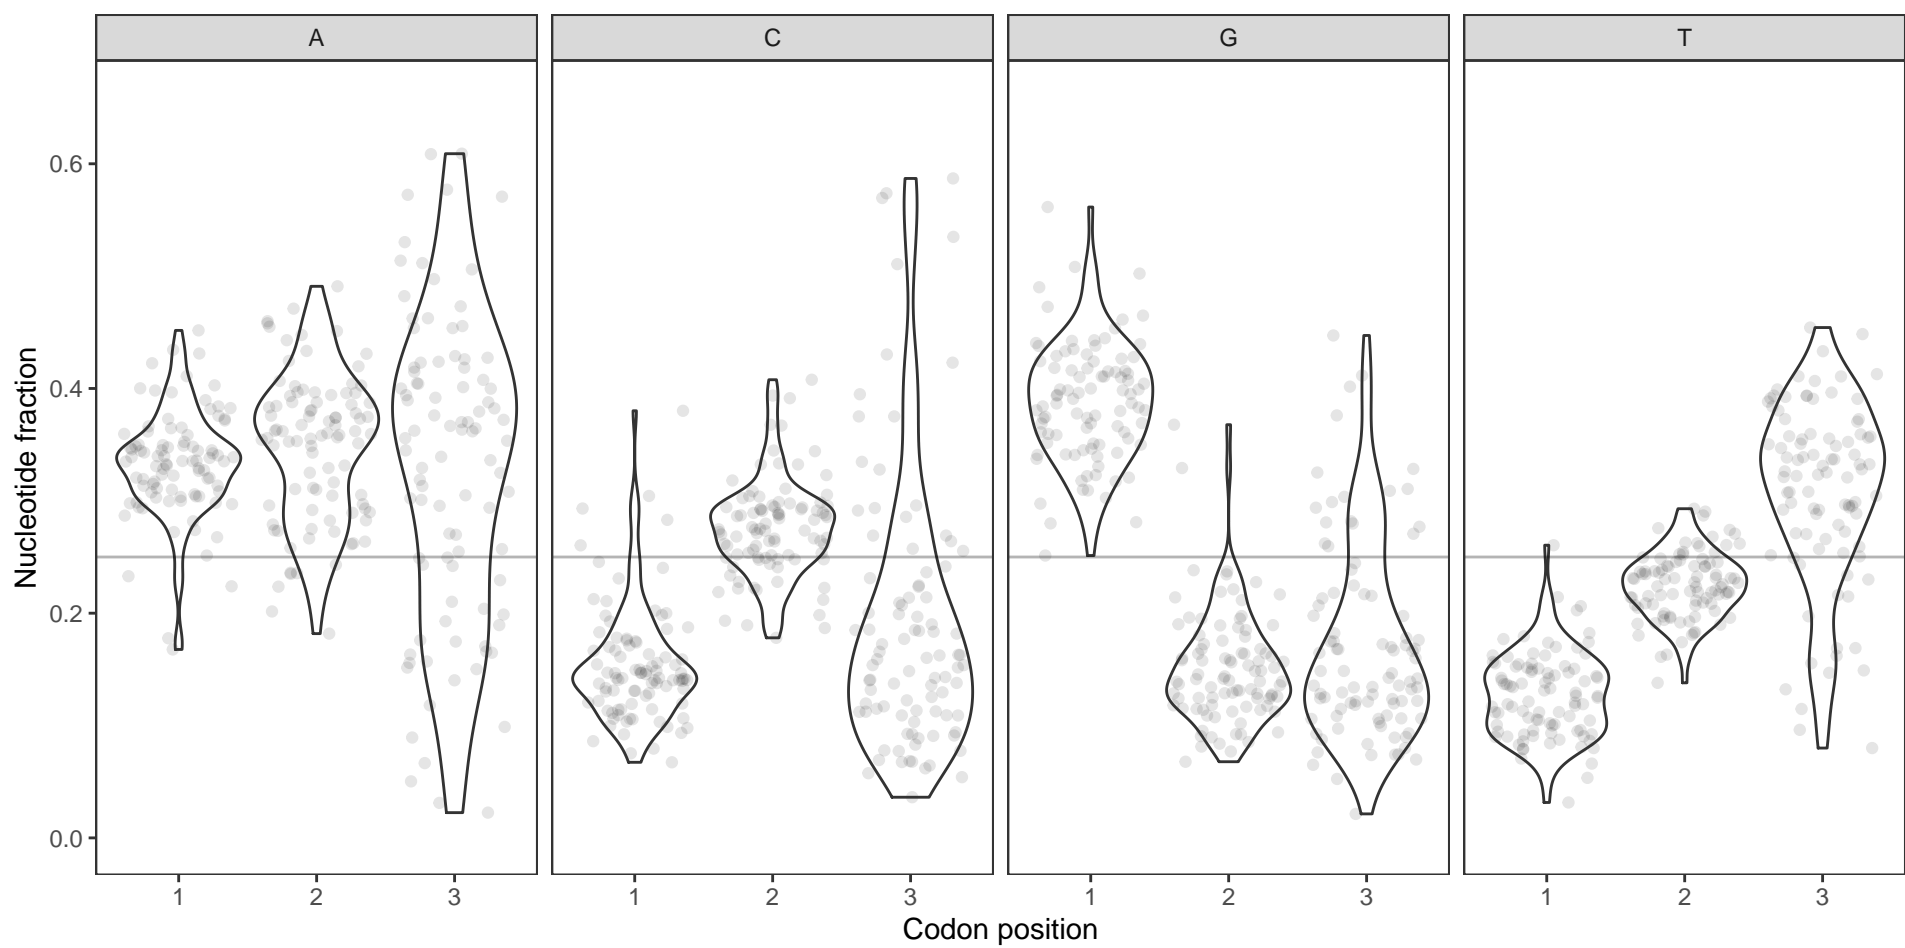 A C G T
Nucleotide fraction
0.6
0.4
0.2
0.0
1 2 3 1 2 3 1 2 3 1 2 3
Codon position